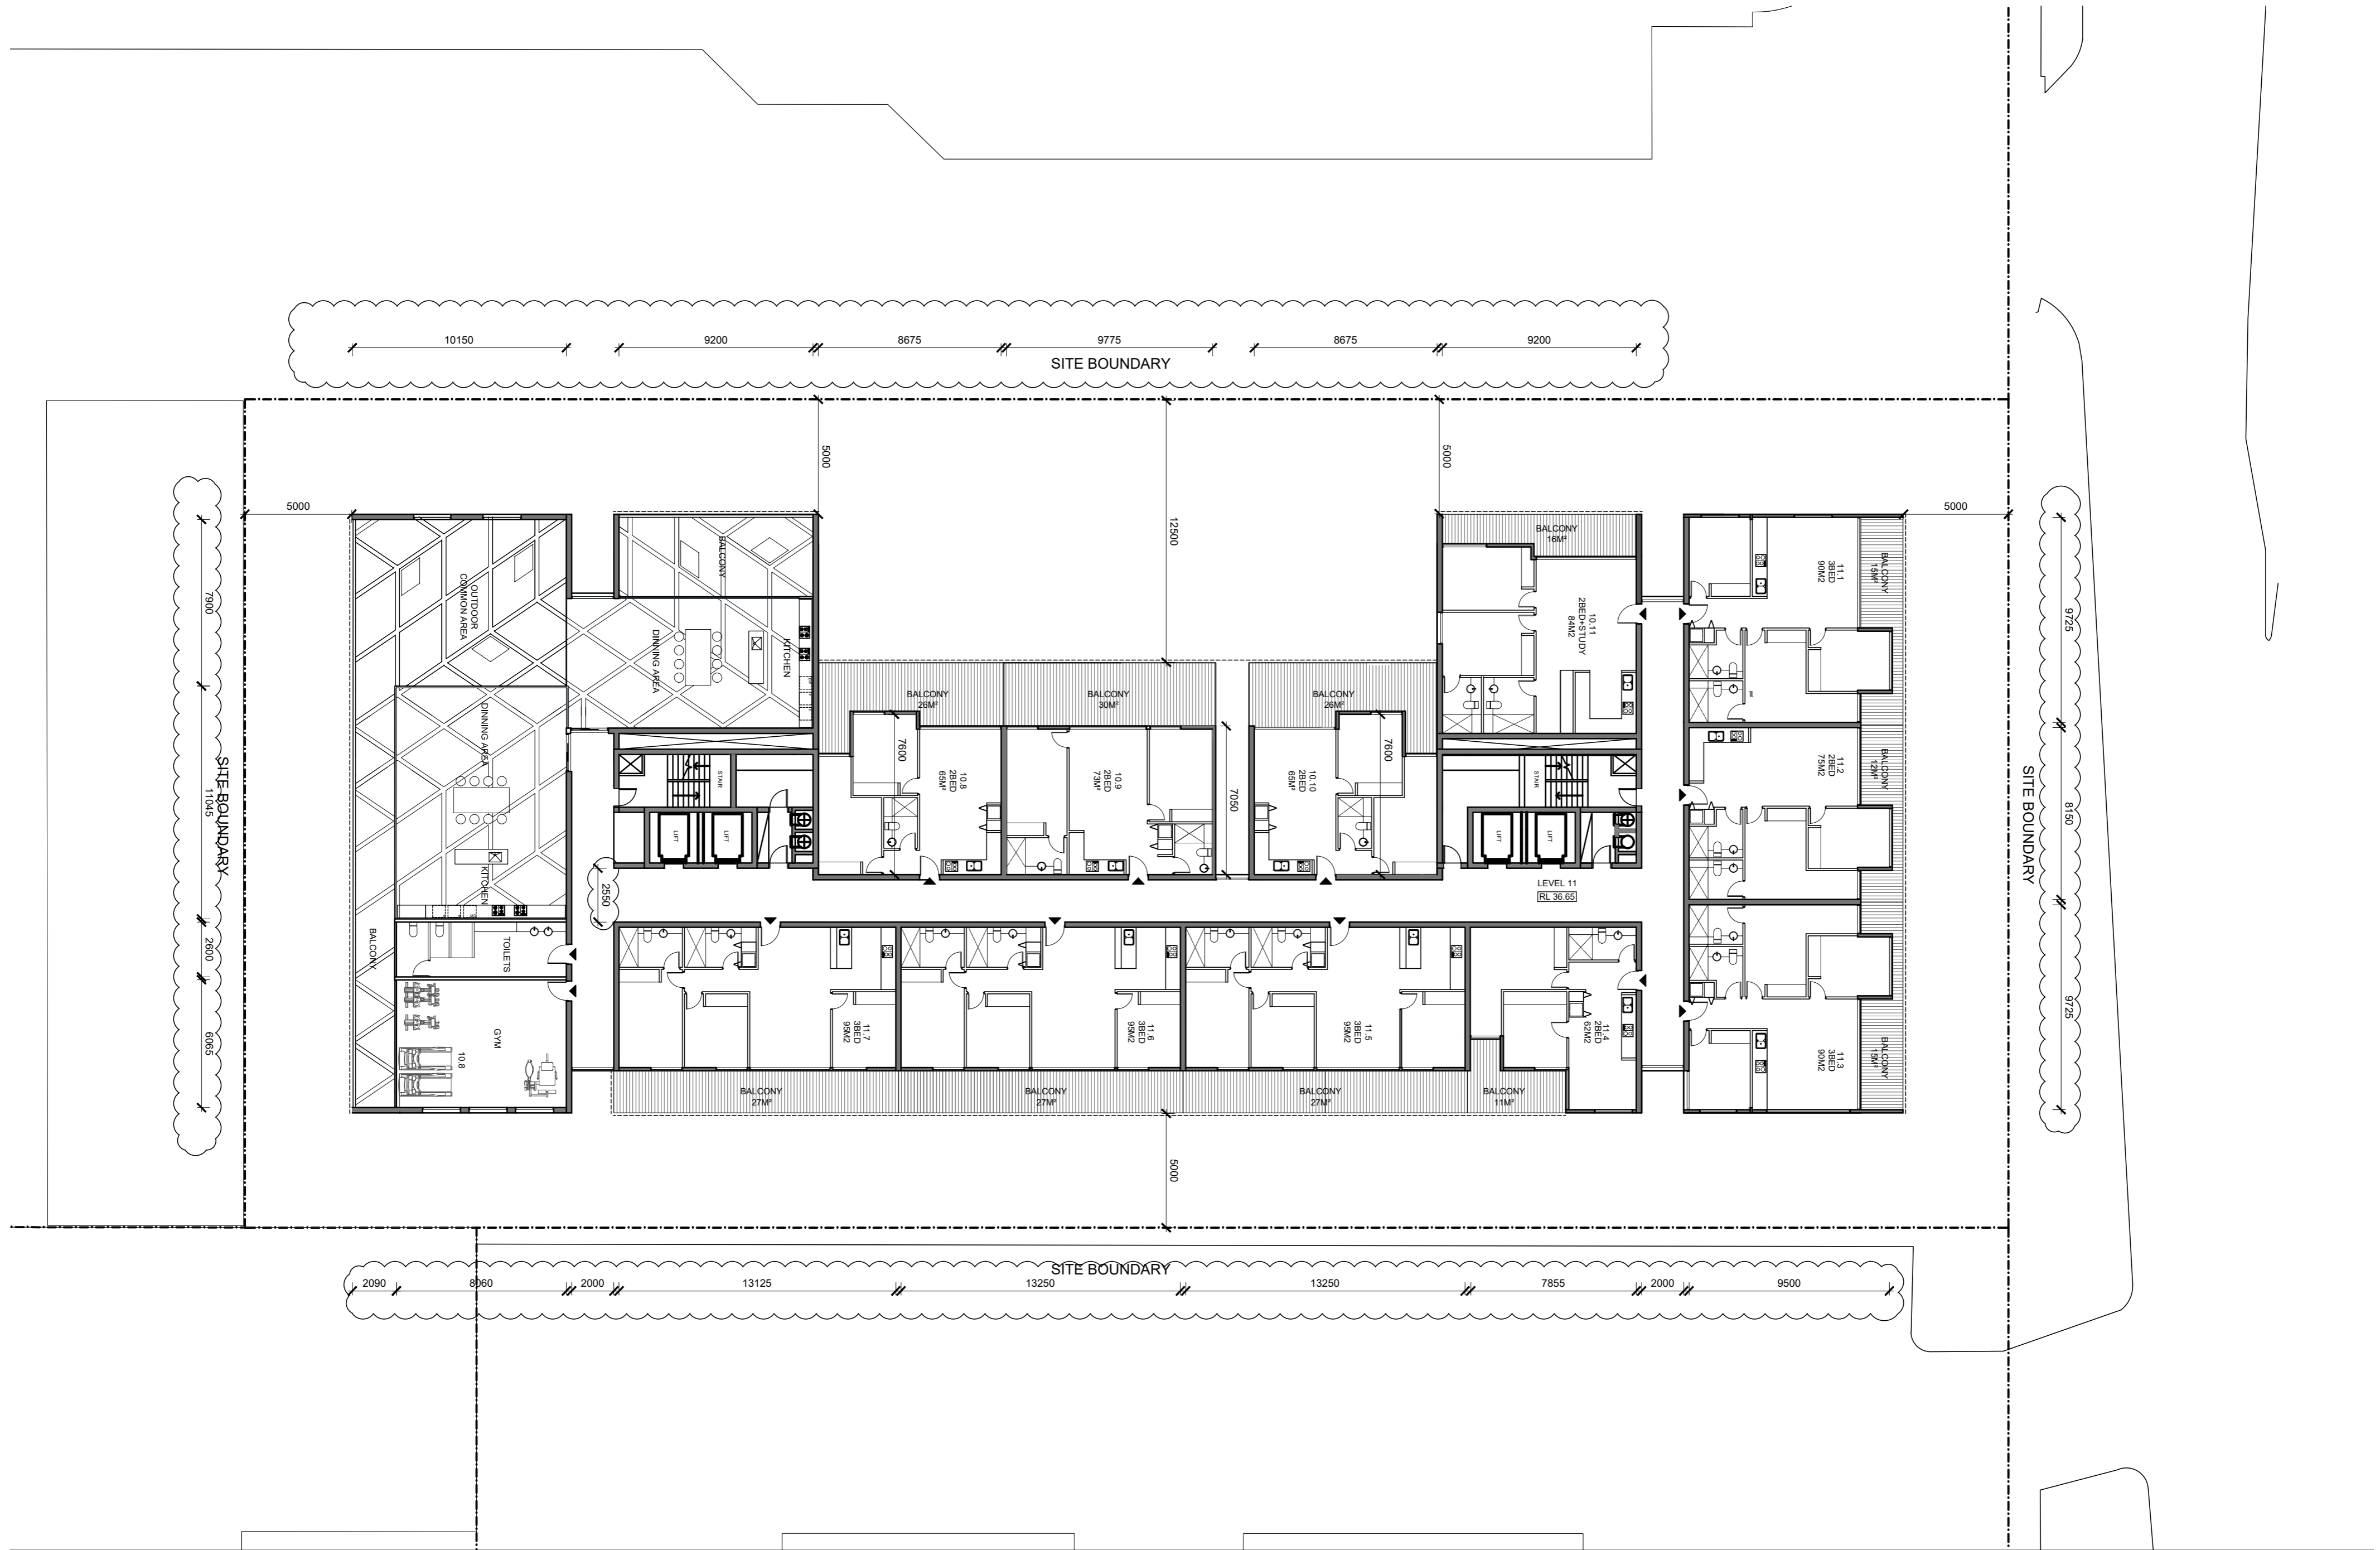 10150
9200
8675
9775
8675
9200
SITE BOUNDARY
5000
5000
5000
12500
5000
7900
11045
2600
6065
SITE BOUNDARY
OUTDOOR
COMMON AREA
BALCONY
DINNING AREA
KITCHEN
DINNING AREA
KITCHEN
BALCONY
TOILETS
GYM
10.8
STAIR
LIFT
LIFT
2550
BALCONY
26M²
BALCONY
30M²
BALCONY
26M²
7600
10.8
2BED
65M²
10.9
2BED
73M²
7050
10.10
2BED
65M²
7600
BALCONY
16M²
10.11
2BED+STUDY
84M2
STAIR
LIFT
LIFT
LEVEL 11
RL 36.65
11.1
3BED
90M2
BALCONY
15M²
11.2
2BED
75M2
BALCONY
12M²
11.3
3BED
90M2
BALCONY
15M²
11.7
3BED
95M2
11.6
3BED
95M2
11.5
3BED
95M2
11.4
2BED
62M2
BALCONY
27M²
BALCONY
27M²
BALCONY
27M²
BALCONY
11M²
9725
8150
9725
SITE BOUNDARY
5000
SITE BOUNDARY
2090
8060
2000
13125
13250
13250
7855
2000
9500